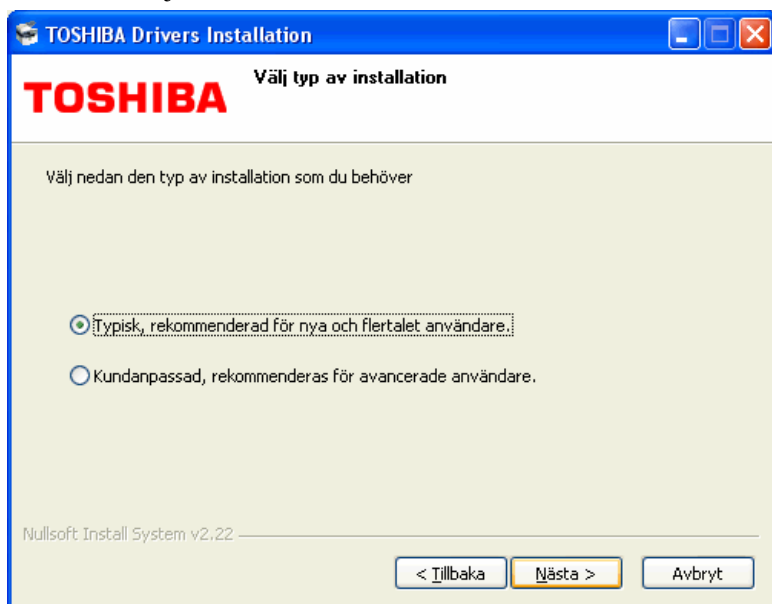 TOSHIBA Drivers Installation
TOSHIBA
Välj typ av installation
Välj nedan den typ av installation som du behöver
Typisk, rekommenderad för nya och flertalet användare.
Kundanpassad, rekommenderas för avancerade användare.
Nullsoft Install System v2.22
< Tillbaka
Nästa >
Avbryt